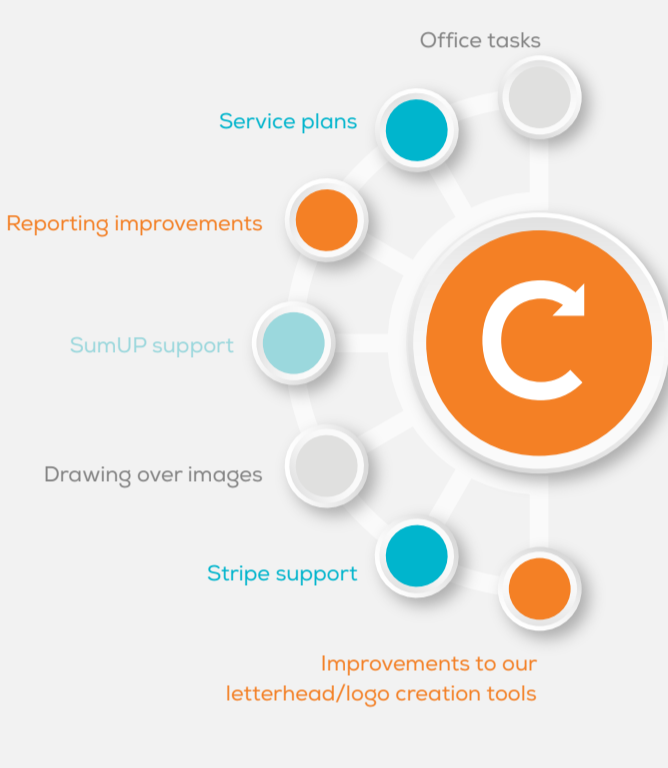 Office tasks
Service plans
Reporting improvements
SumUP support
Drawing over images
Stripe support
Improvements to our
letterhead/logo creation tools